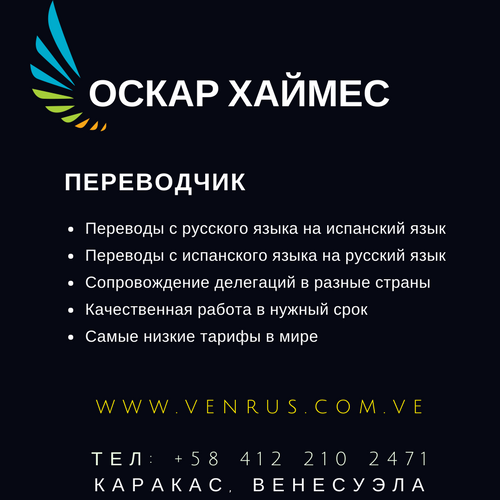 ОСКАР ХАЙМЕС
ПЕРЕВОДЧИК
• Переводы с русского языка на испанский язык
• Переводы с испанского языка на русский язык
• Сопровождение делегаций в разные страны
• Качественная работа в нужный срок
• Самые низкие тарифы в мире
WWW.VENRUS.COM.VE
ТЕЛ: +58 412 210 2471
КАРАКАС, ВЕНЕСУЭЛА